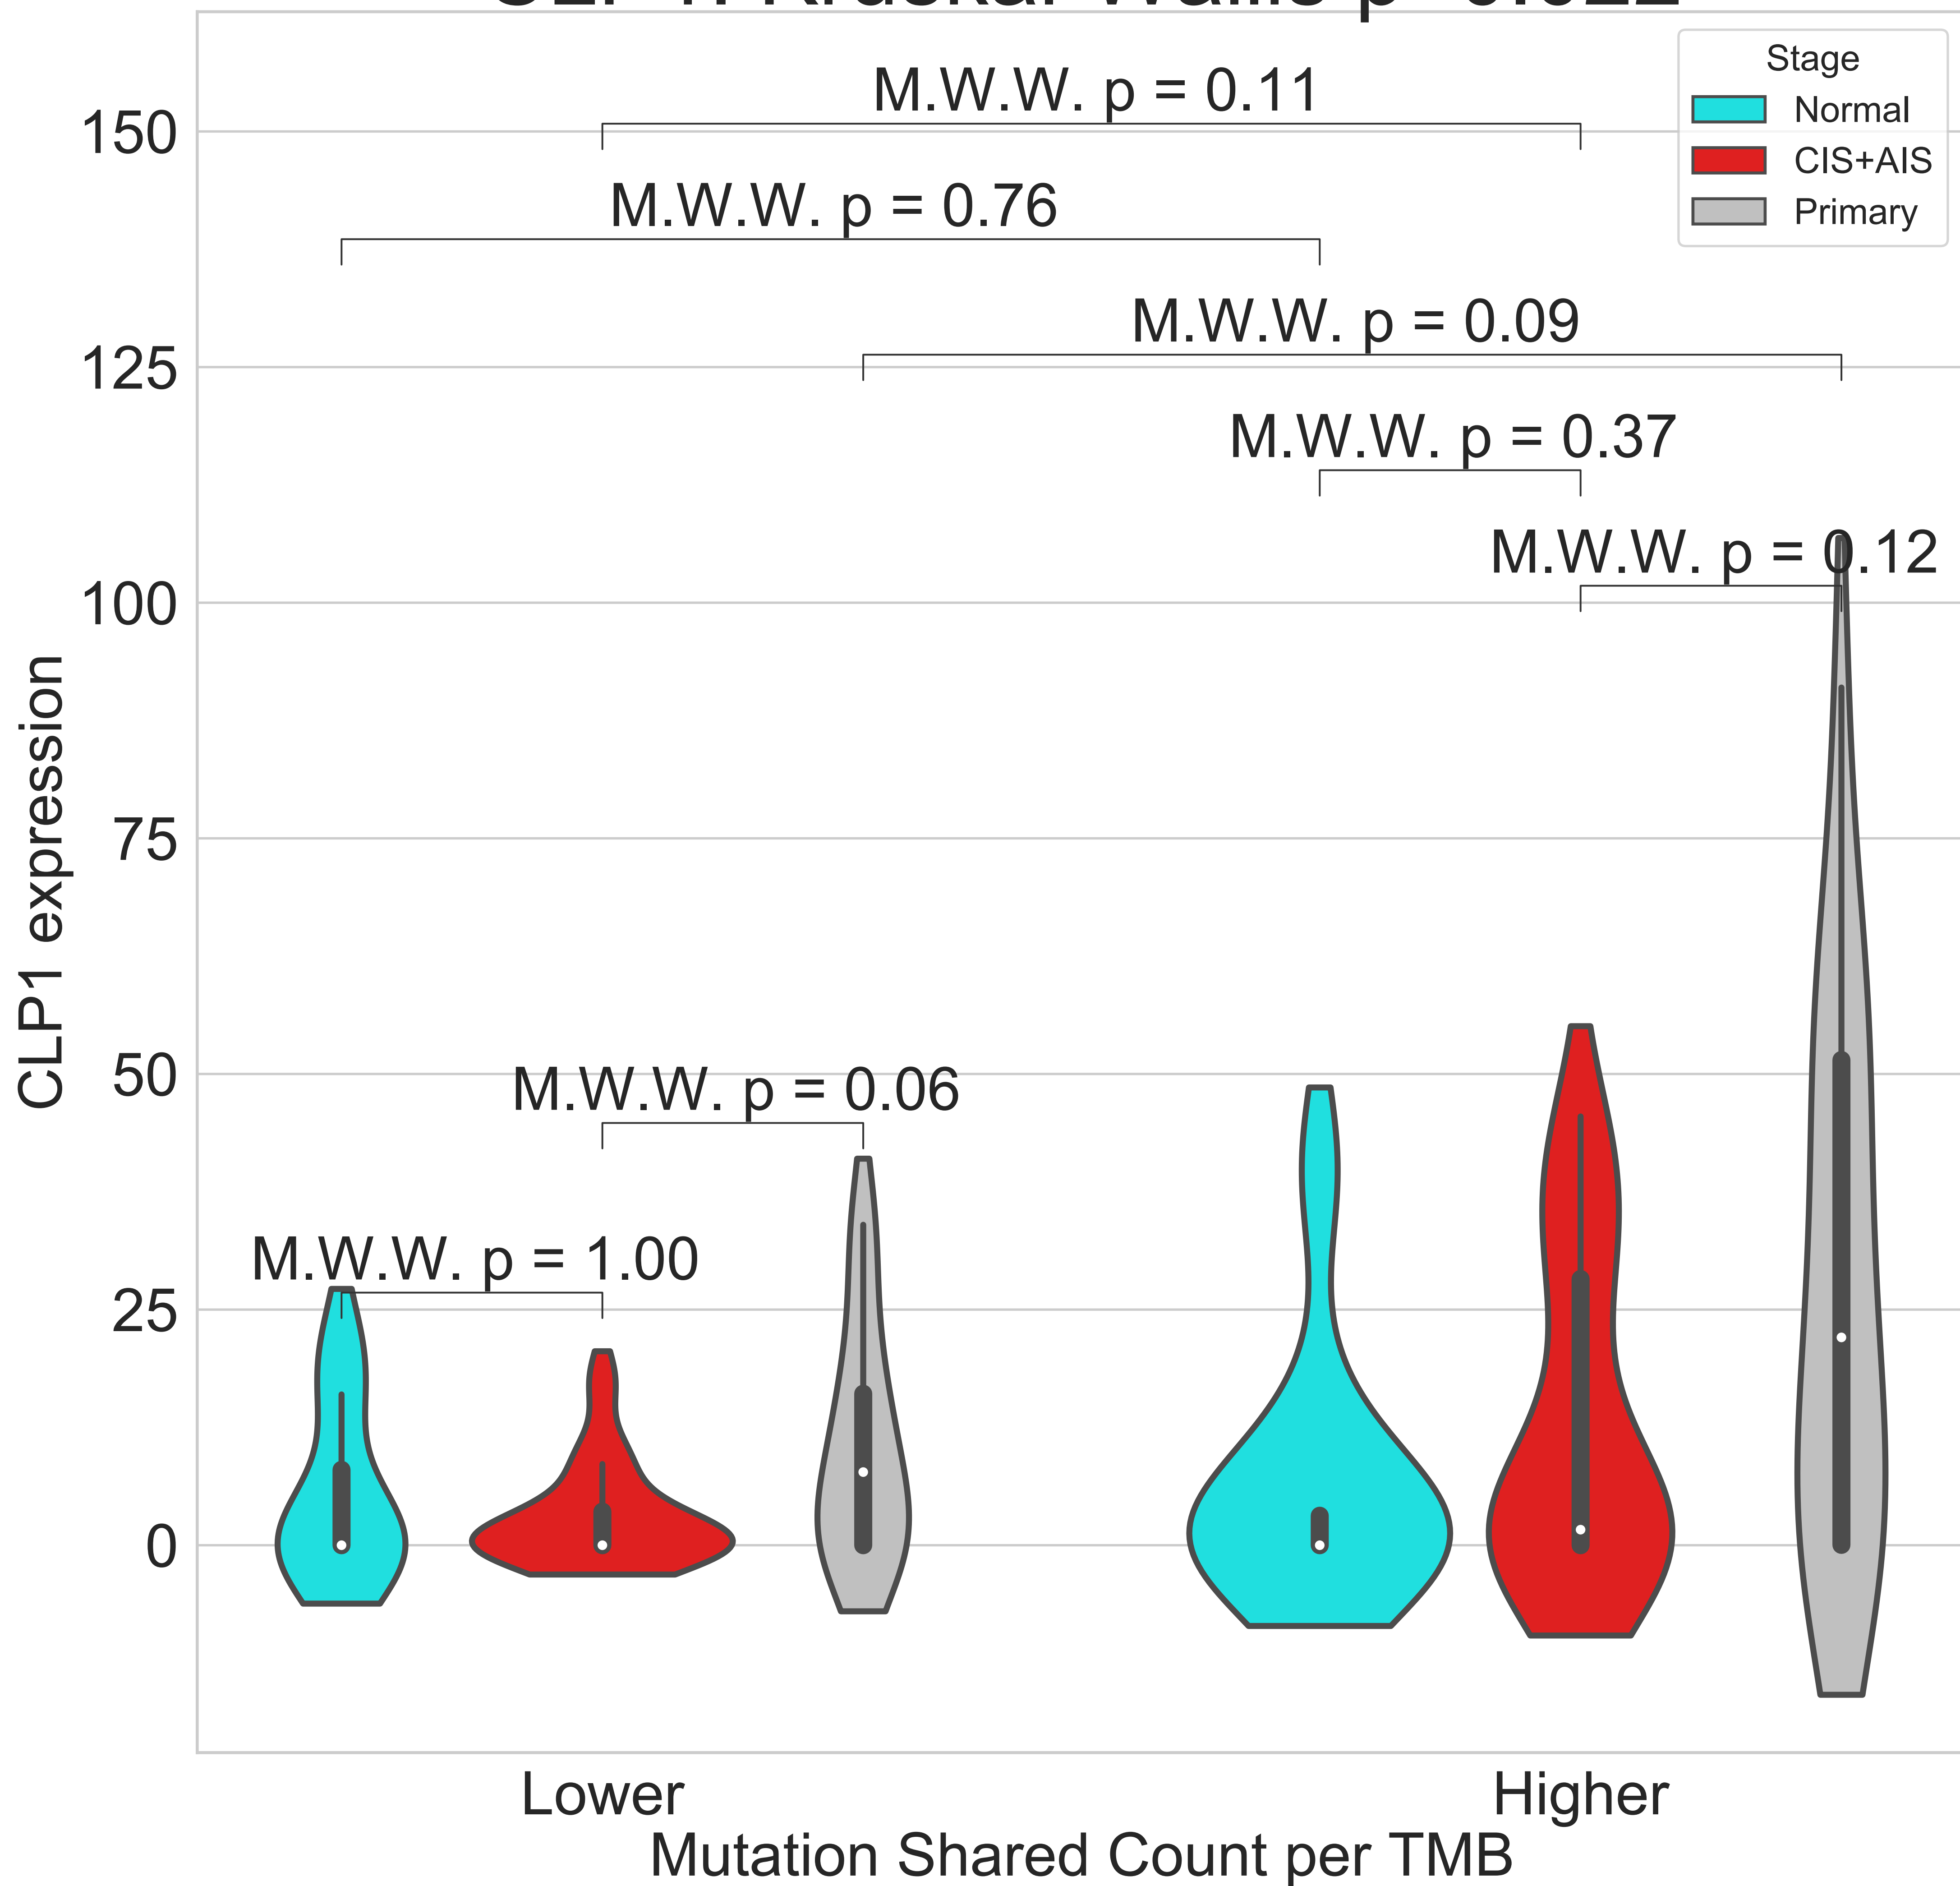 Stage
Normal
CIS+AIS
Primary
M.W.W. p = 0.11
M.W.W. p = 0.76
M.W.W. p = 0.09
M.W.W. p = 0.37
M.W.W. p = 0.12
M.W.W. p = 0.06
M.W.W. p = 1.00
150
125
100
75
50
25
0
CLP1 expression
Lower
Higher
Mutation Shared Count per TMB